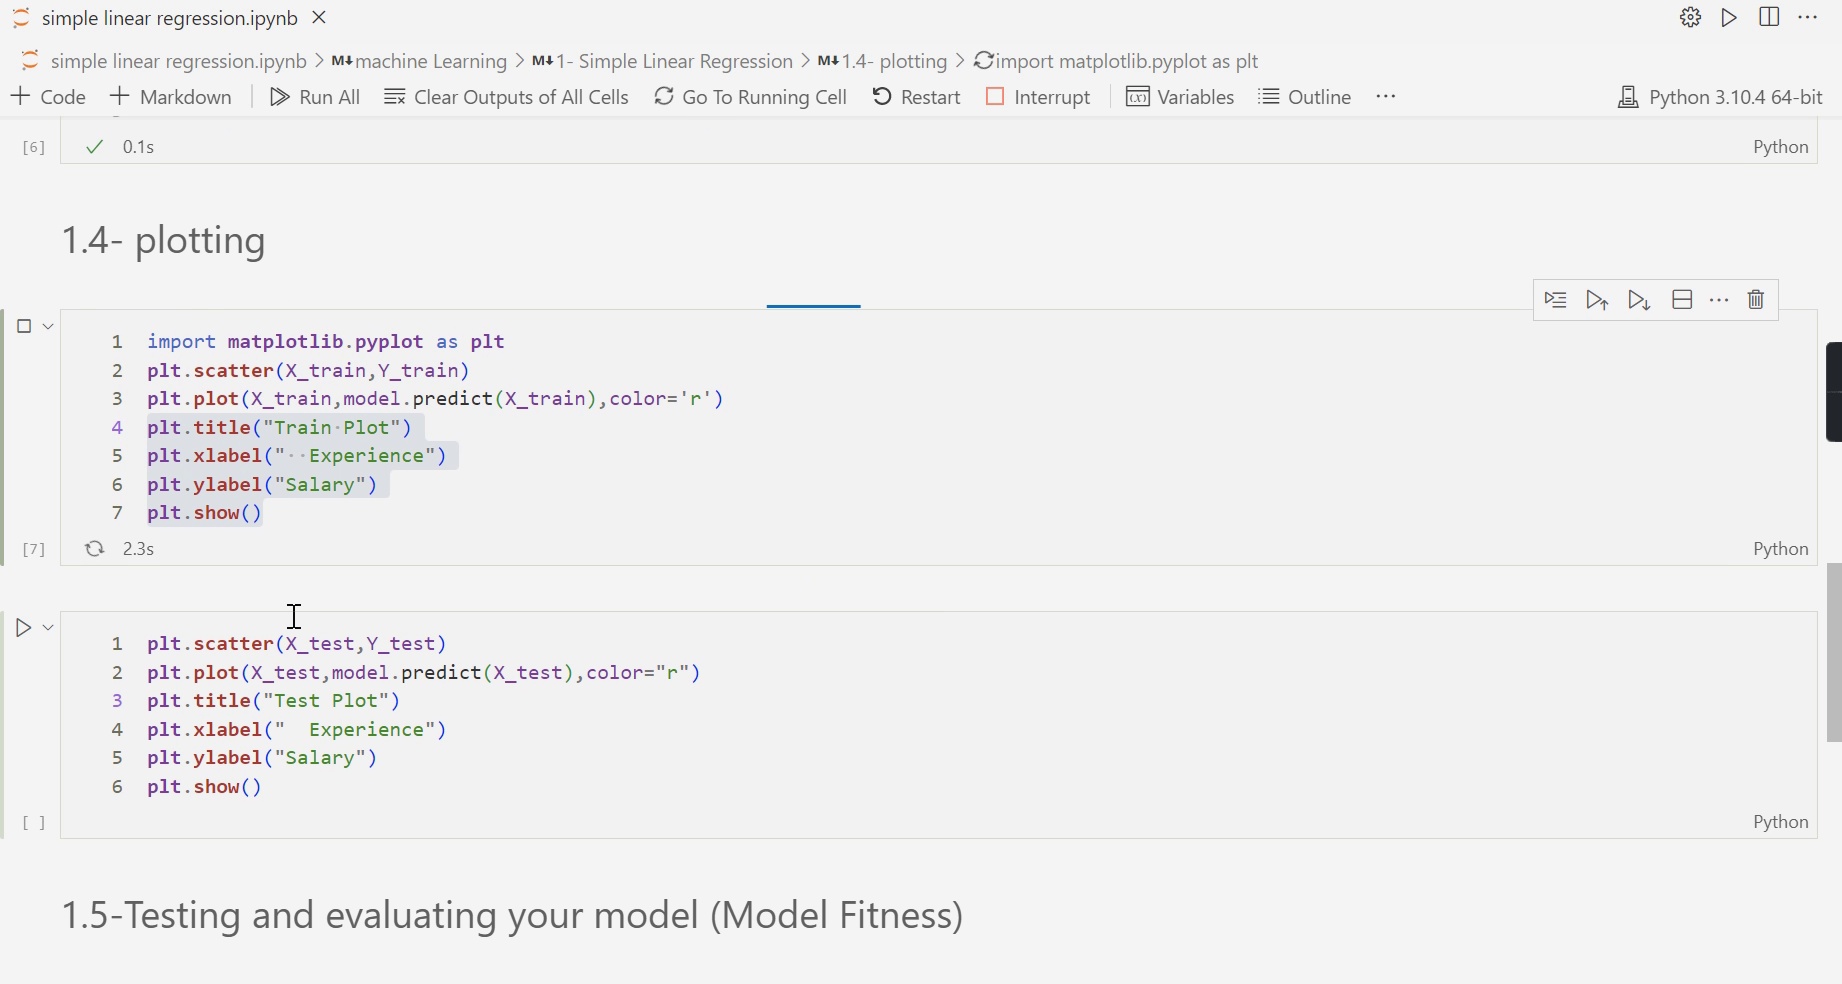 simple linear regression.ipynb
simple linear regression.ipynb > M↓ machine Learning > M↓ 1- Simple Linear Regression > M↓ 1.4- plotting > import matplotlib.pyplot as plt
+ Code + Markdown Run All Clear Outputs of All Cells Go To Running Cell Restart Interrupt Variables Outline ··· Python 3.10.4 64-bit
[6] 0.1s Python
1.4- plotting
1 import matplotlib.pyplot as plt
2 plt.scatter(X_train,Y_train)
3 plt.plot(X_train,model.predict(X_train),color='r')
4 plt.title("Train·Plot")
5 plt.xlabel("··Experience")
6 plt.ylabel("Salary")
7 plt.show()
[7] 2.3s Python
1 plt.scatter(X_test,Y_test)
2 plt.plot(X_test,model.predict(X_test),color="r")
3 plt.title("Test Plot")
4 plt.xlabel("  Experience")
5 plt.ylabel("Salary")
6 plt.show()
[ ] Python
1.5-Testing and evaluating your model (Model Fitness)